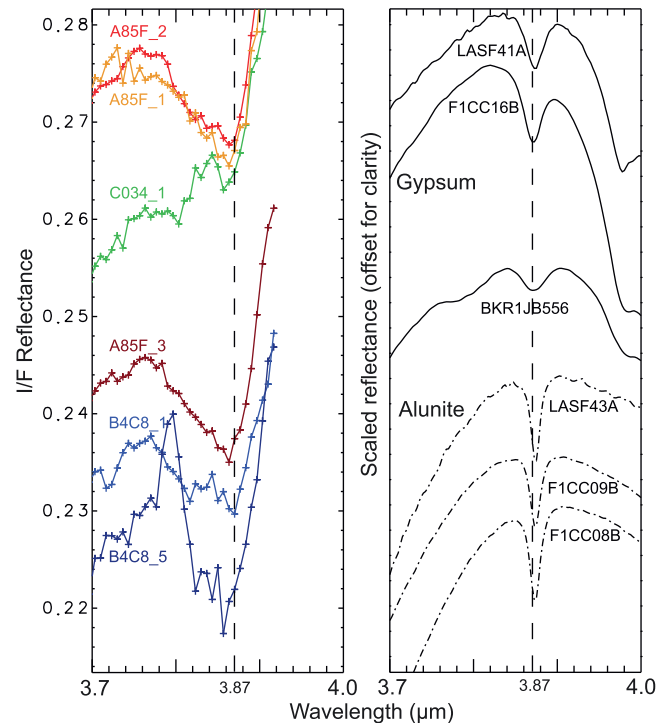 0.28
0.27
0.26
0.25
0.24
0.23
0.22
I/F Reflectance
A85F_2
A85F_1
C034_1
A85F_3
B4C8_1
B4C8_5
3.7
3.87
4.0
Scaled reflectance (offset for clarity)
LASF41A
F1CC16B
Gypsum
BKR1JB556
Alunite
LASF43A
F1CC09B
F1CC08B
3.7
3.87
4.0
Wavelength (µm)